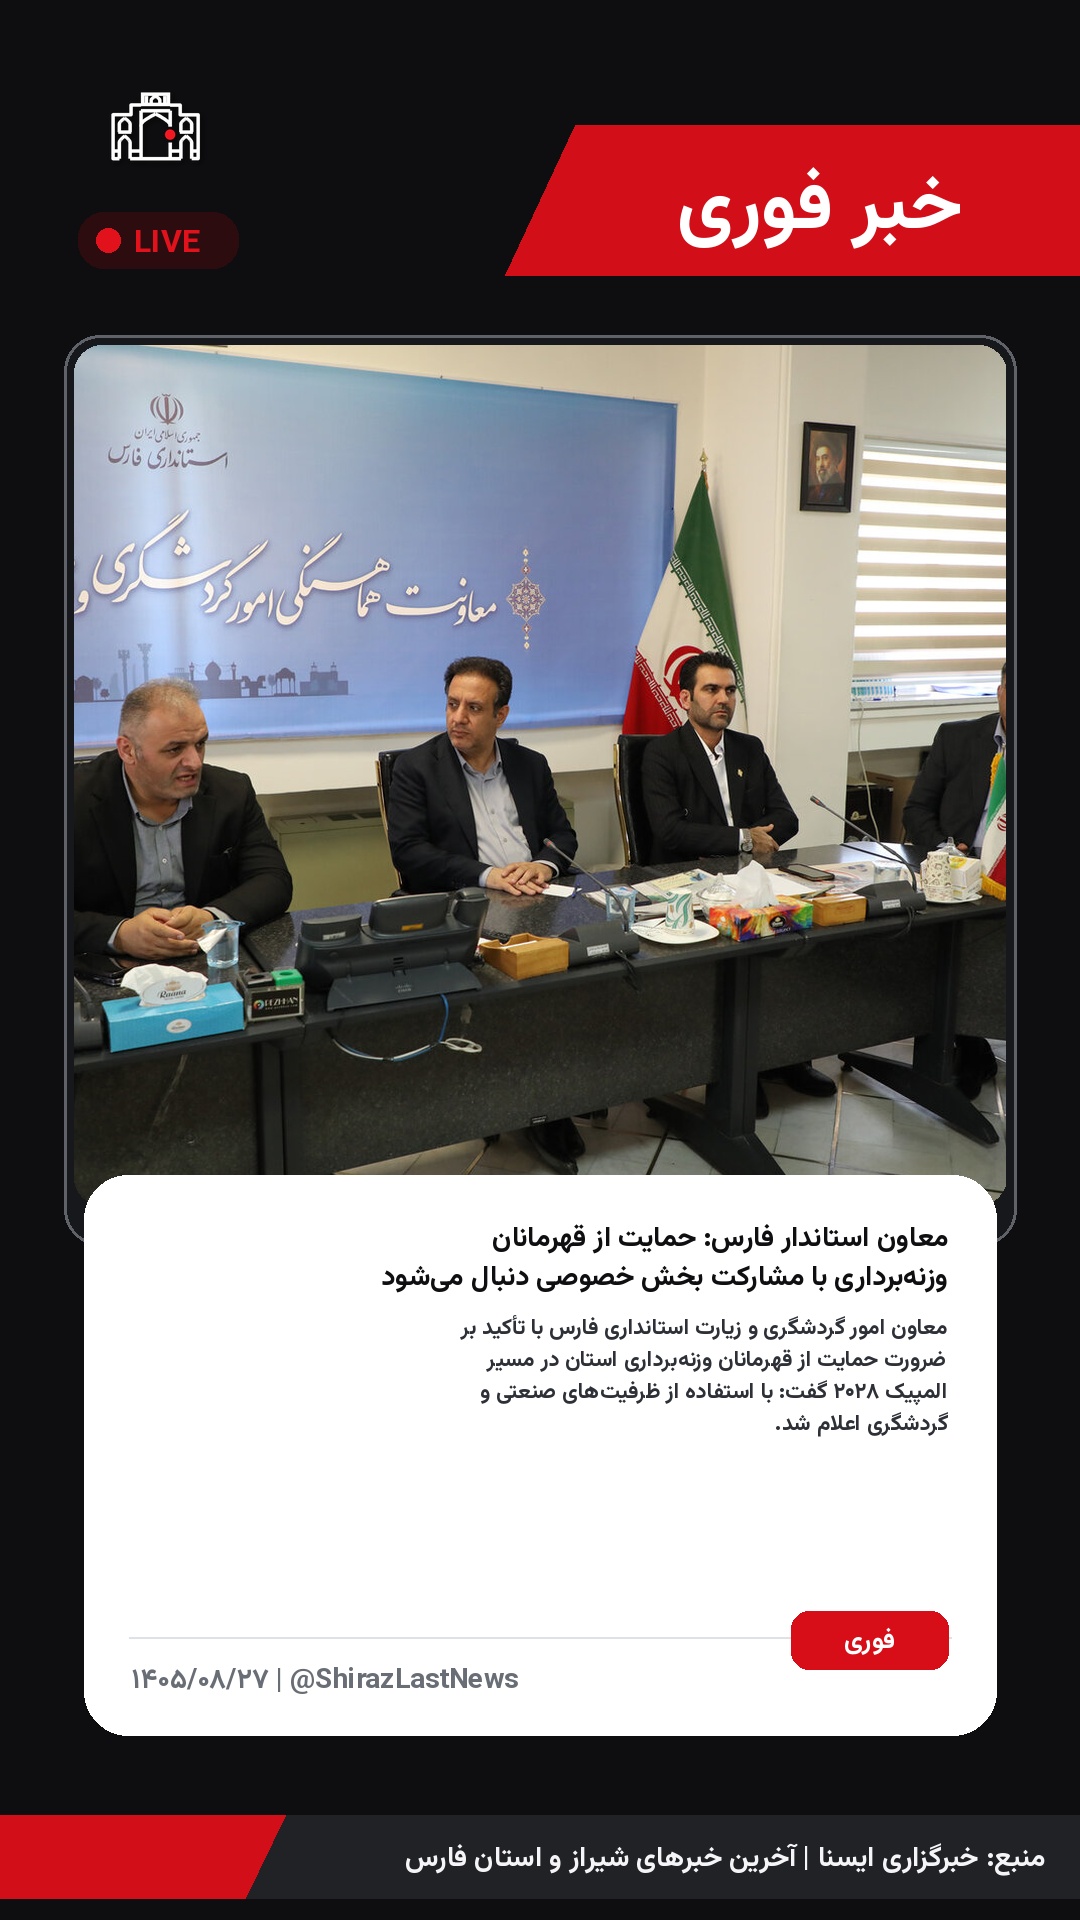 خبر فوری
LIVE
جمهوری اسلامی ایران
استانداری فارس
معاونت هماهنگی امور گردشگری و
Raana
REZHHAN
معاون استاندار فارس: حمایت از قهرمانان
وزنه‌برداری با مشارکت بخش خصوصی دنبال می‌شود
معاون امور گردشگری و زیارت استانداری فارس با تأکید بر
ضرورت حمایت از قهرمانان وزنه‌برداری استان در مسیر
المپیک ۲۰۲۸ گفت: با استفاده از ظرفیت‌های صنعتی و
گردشگری اعلام شد.
فوری
۱۴۰۵/۰۸/۲۷ | @ShirazLastNews
منبع: خبرگزاری ایسنا | آخرین خبرهای شیراز و استان فارس